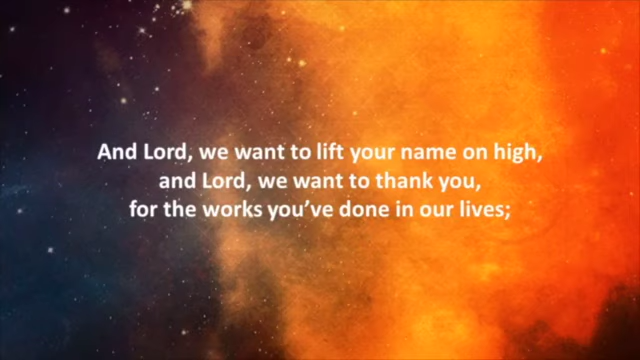 And Lord, we want to lift your name on high,
and Lord, we want to thank you,
for the works you’ve done in our lives;